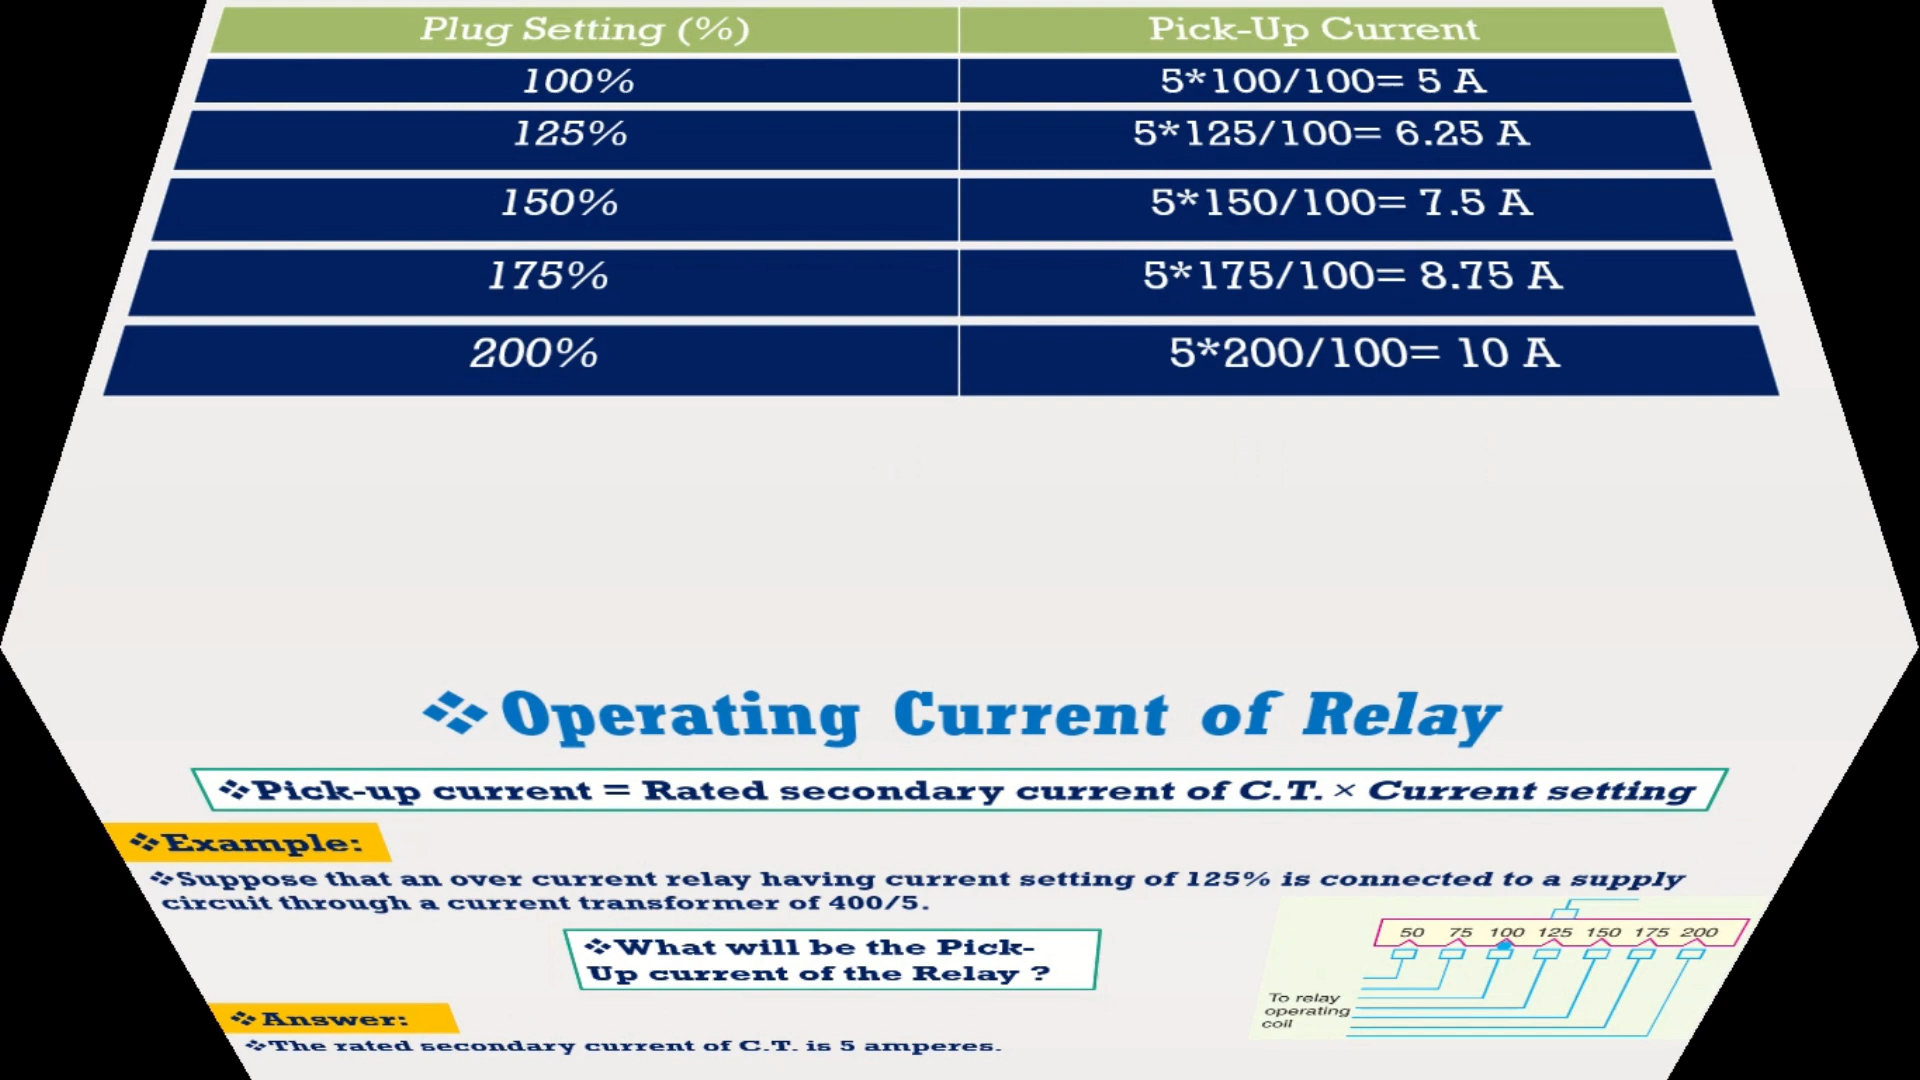 Plug Setting (%) Pick-Up Current
100% 5*100/100= 5 A
125% 5*125/100= 6.25 A
150% 5*150/100= 7.5 A
175% 5*175/100= 8.75 A
200% 5*200/100= 10 A
❖Operating Current of Relay
❖Pick-up current = Rated secondary current of C.T. × Current setting
❖Example:
❖Suppose that an over current relay having current setting of 125% is connected to a supply
circuit through a current transformer of 400/5.
50 75 100 125 150 175 200
❖What will be the Pick-
Up current of the Relay ?
To relay
operating
coil
❖Answer:
❖The rated secondary current of C.T. is 5 amperes.